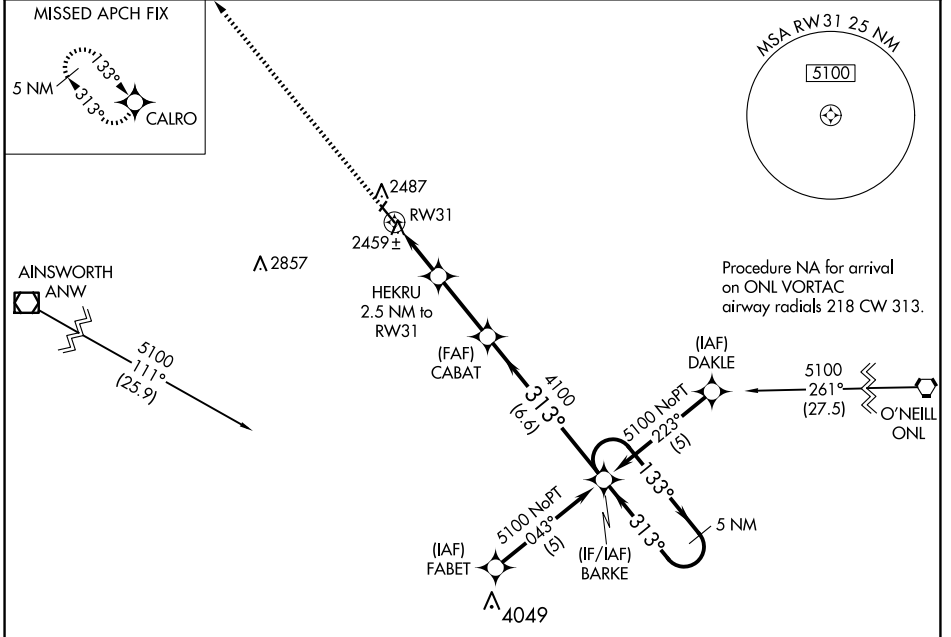 MISSED APCH FIX
5 NM
133°
313°
CALRO
MSA RW31 25 NM
5100
2487
RW31
2459 ±
2857
AINSWORTH
ANW
5100
111°
(25.9)
HEKRU
2.5 NM to
RW31
(FAF)
CABAT
4100
313°
(6.6)
Procedure NA for arrival
on ONL VORTAC
airway radials 218 CW 313.
(IAF)
DAKLE
5100
261°
(27.5)
O'NEILL
ONL
5100 NoPT
223°
(5)
133°
313°
5 NM
5100 NoPT
043°
(5)
(IAF)
FABET
(IF/IAF)
BARKE
4049